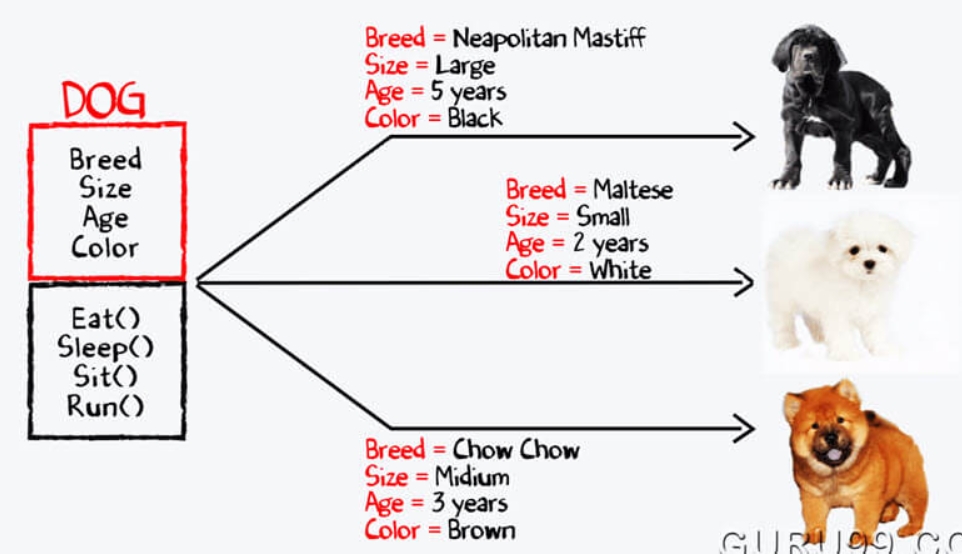 DOG
Breed
Size
Age
Color
Eat()
Sleep()
Sit()
Run()
Breed = Neapolitan Mastiff
Size = Large
Age = 5 years
Color = Black
Breed = Maltese
Size = Small
Age = 2 years
Color = White
Breed = Chow Chow
Size = Midium
Age = 3 years
Color = Brown
GURU99.CO